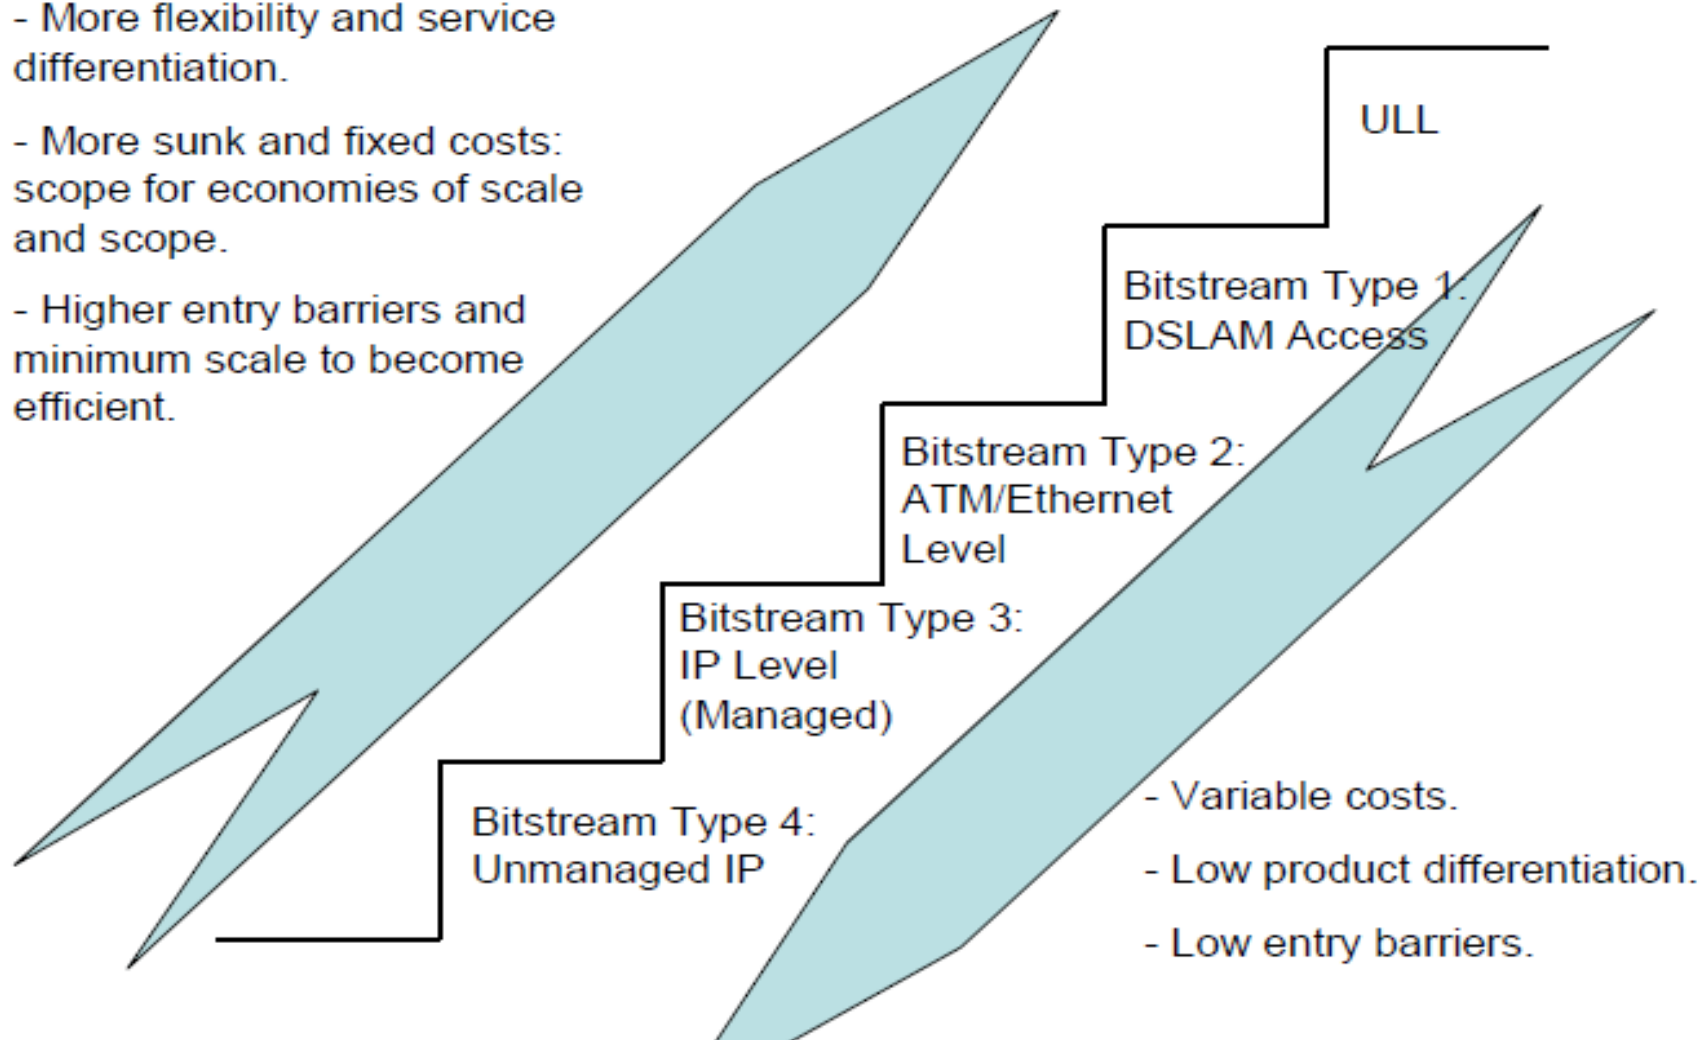 - More flexibility and service
differentiation.
- More sunk and fixed costs:
scope for economies of scale
and scope.
- Higher entry barriers and
minimum scale to become
efficient.
ULL
Bitstream Type 1:
DSLAM Access
Bitstream Type 2:
ATM/Ethernet
Level
Bitstream Type 3:
IP Level
(Managed)
Bitstream Type 4:
Unmanaged IP
- Variable costs.
- Low product differentiation.
- Low entry barriers.